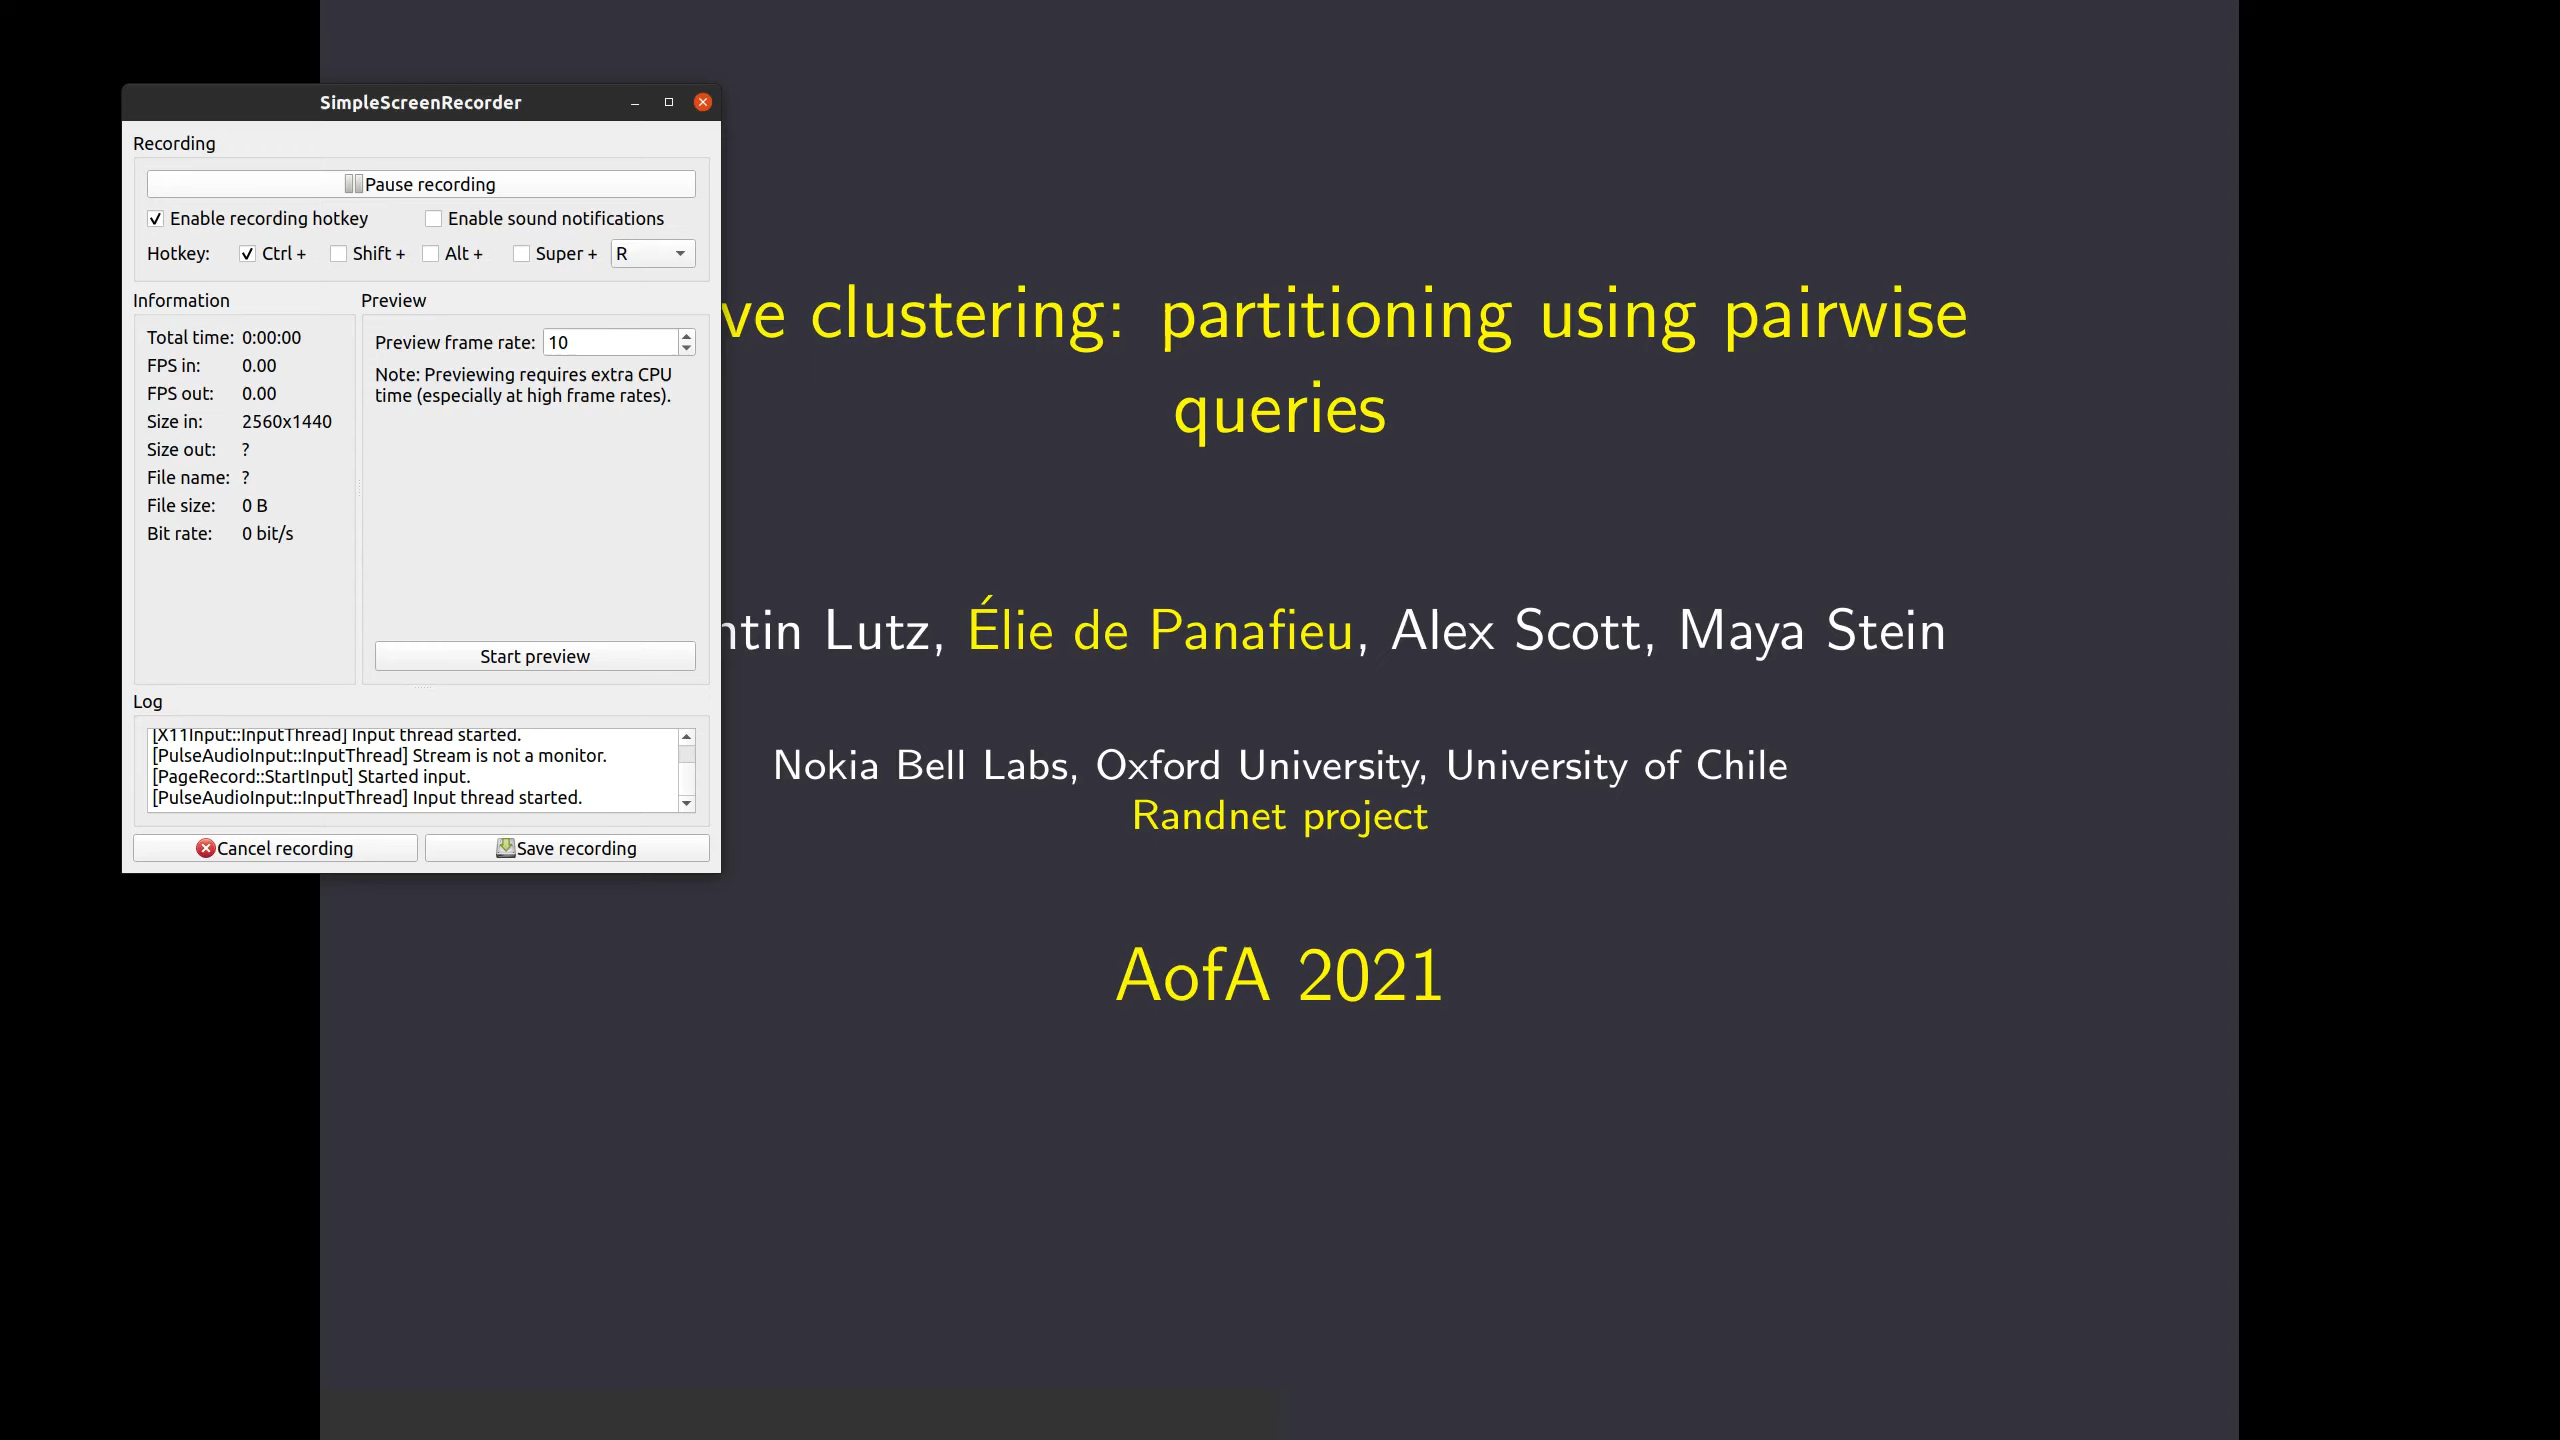 SimpleScreenRecorder
Recording
Pause recording
Enable recording hotkey Enable sound notifications
Hotkey: Ctrl + Shift + Alt + Super + R
Information
Total time: 0:00:00
FPS in: 0.00
FPS out: 0.00
Size in: 2560x1440
Size out: ?
File name: ?
File size: 0 B
Bit rate: 0 bit/s
Preview
Preview frame rate: 10
Note: Previewing requires extra CPU
time (especially at high frame rates).
Start preview
Log
[X11Input::InputThread] Input thread started.
[PulseAudioInput::InputThread] Stream is not a monitor.
[PageRecord::StartInput] Started input.
[PulseAudioInput::InputThread] Input thread started.
Cancel recording Save recording
ve clustering: partitioning using pairwise
queries
ntin Lutz, Élie de Panafieu, Alex Scott, Maya Stein
Nokia Bell Labs, Oxford University, University of Chile
Randnet project
AofA 2021